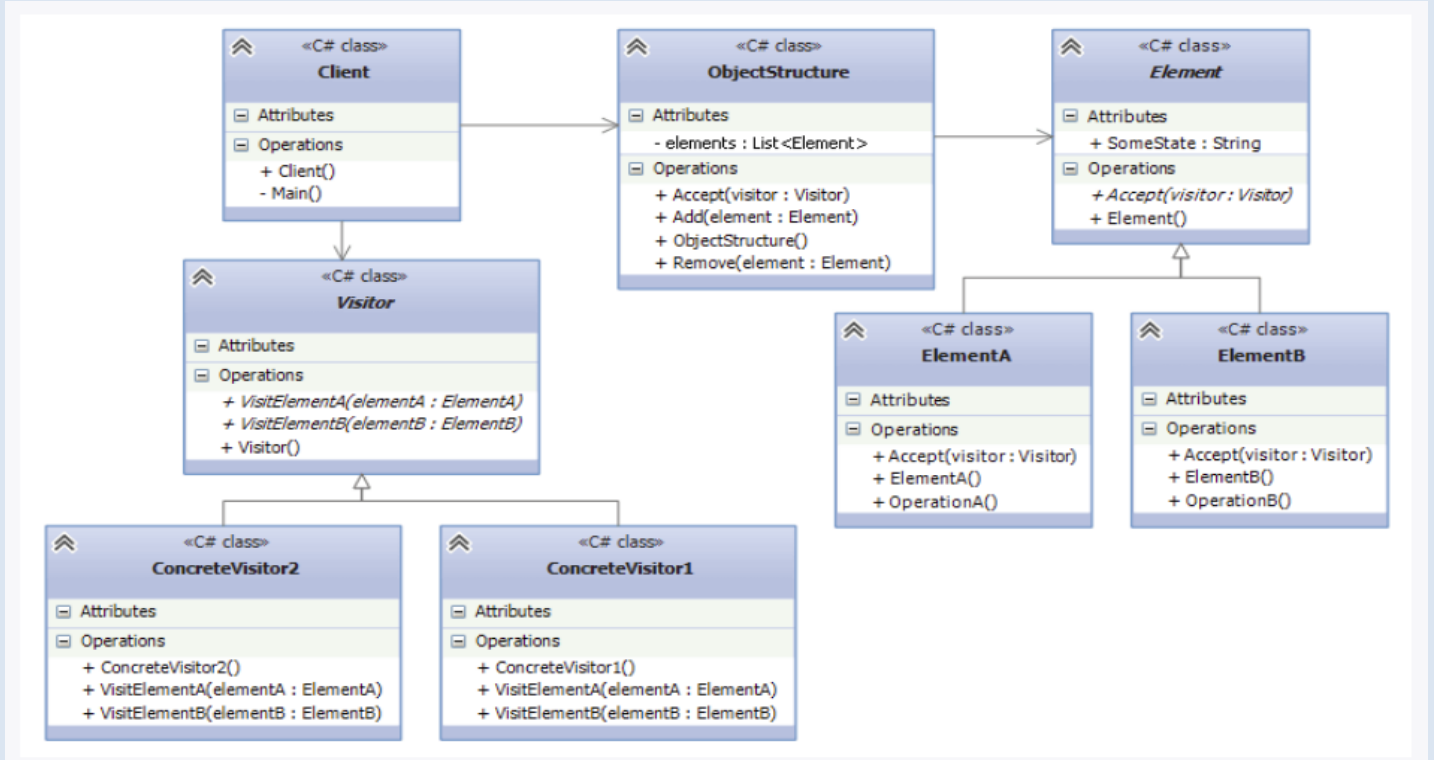 «C# class»
Client
Attributes
Operations
+ Client()
- Main()
«C# class»
ObjectStructure
Attributes
- elements : List<Element>
Operations
+ Accept(visitor : Visitor)
+ Add(element : Element)
+ ObjectStructure()
+ Remove(element : Element)
«C# class»
Element
Attributes
+ SomeState : String
Operations
+ Accept(visitor : Visitor)
+ Element()
«C# class»
Visitor
Attributes
Operations
+ VisitElementA(elementA : ElementA)
+ VisitElementB(elementB : ElementB)
+ Visitor()
«C# class»
ElementA
Attributes
Operations
+ Accept(visitor : Visitor)
+ ElementA()
+ OperationA()
«C# class»
ElementB
Attributes
Operations
+ Accept(visitor : Visitor)
+ ElementB()
+ OperationB()
«C# class»
ConcreteVisitor2
Attributes
Operations
+ ConcreteVisitor2()
+ VisitElementA(elementA : ElementA)
+ VisitElementB(elementB : ElementB)
«C# class»
ConcreteVisitor1
Attributes
Operations
+ ConcreteVisitor1()
+ VisitElementA(elementA : ElementA)
+ VisitElementB(elementB : ElementB)